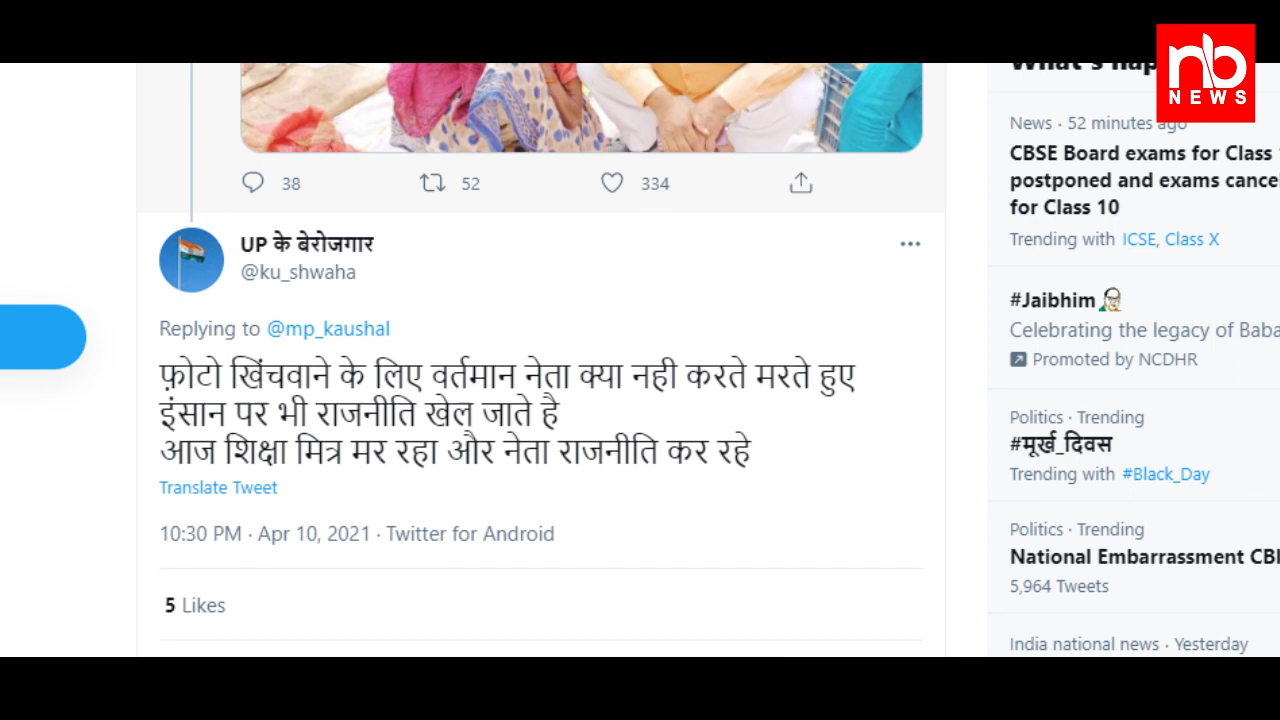 nb
NEWS
News · 52 minutes ago
CBSE Board exams for Class
postponed and exams
for Class 10
Trending with ICSE, Class X
#Jaibhim
Celebrating the legacy of
Promoted by NCDHR
Politics · Trending
#मूर्ख_दिवस
Trending with #Black_Day
Politics · Trending
National Embarrassment
5,964 Tweets
India national news · Yesterday
38 52 334
UP के बेरोजगार
@ku_shwaha
Replying to @mp_kaushal
फ़ोटो खिंचवाने के लिए वर्तमान नेता क्या नही करते मरते हुए
इंसान पर भी राजनीति खेल जाते है
आज शिक्षा मित्र मर रहा और नेता राजनीति कर रहे
Translate Tweet
10:30 PM · Apr 10, 2021 · Twitter for Android
5 Likes